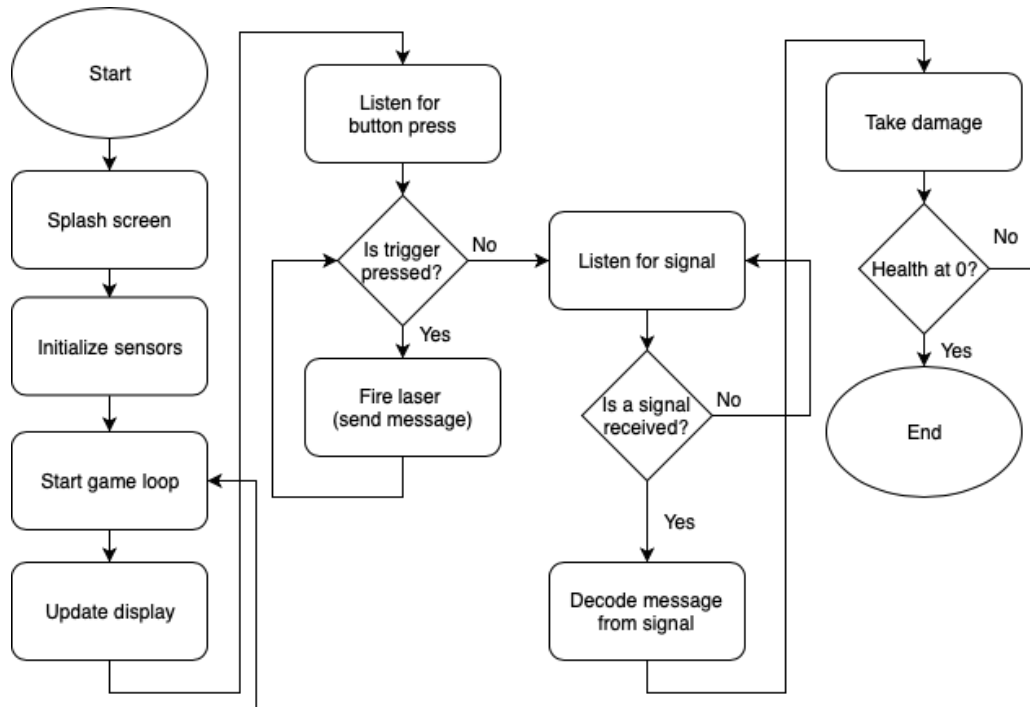 Start
Splash screen
Initialize sensors
Start game loop
Update display
Listen for
button press
Is trigger
pressed?
No
Yes
Fire laser
(send message)
Listen for signal
Is a signal
received?
No
Yes
Decode message
from signal
Take damage
Health at 0?
No
Yes
End